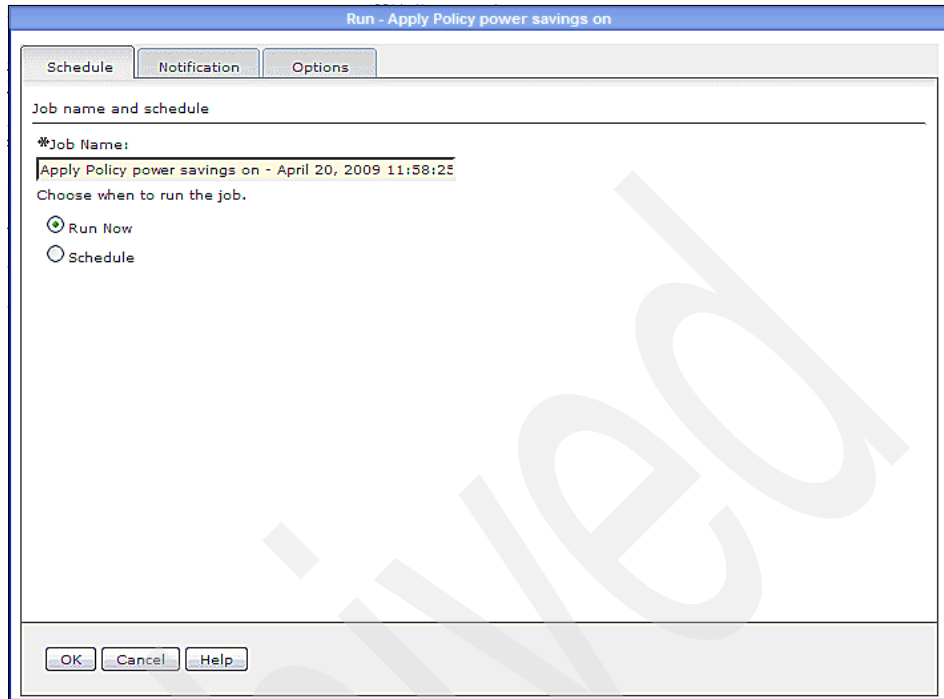 Run - Apply Policy power savings on
Schedule Notification Options
Job name and schedule
*Job Name:
Apply Policy power savings on - April 20, 2009 11:58:25
Choose when to run the job.
Run Now
Schedule
OK Cancel Help
hived